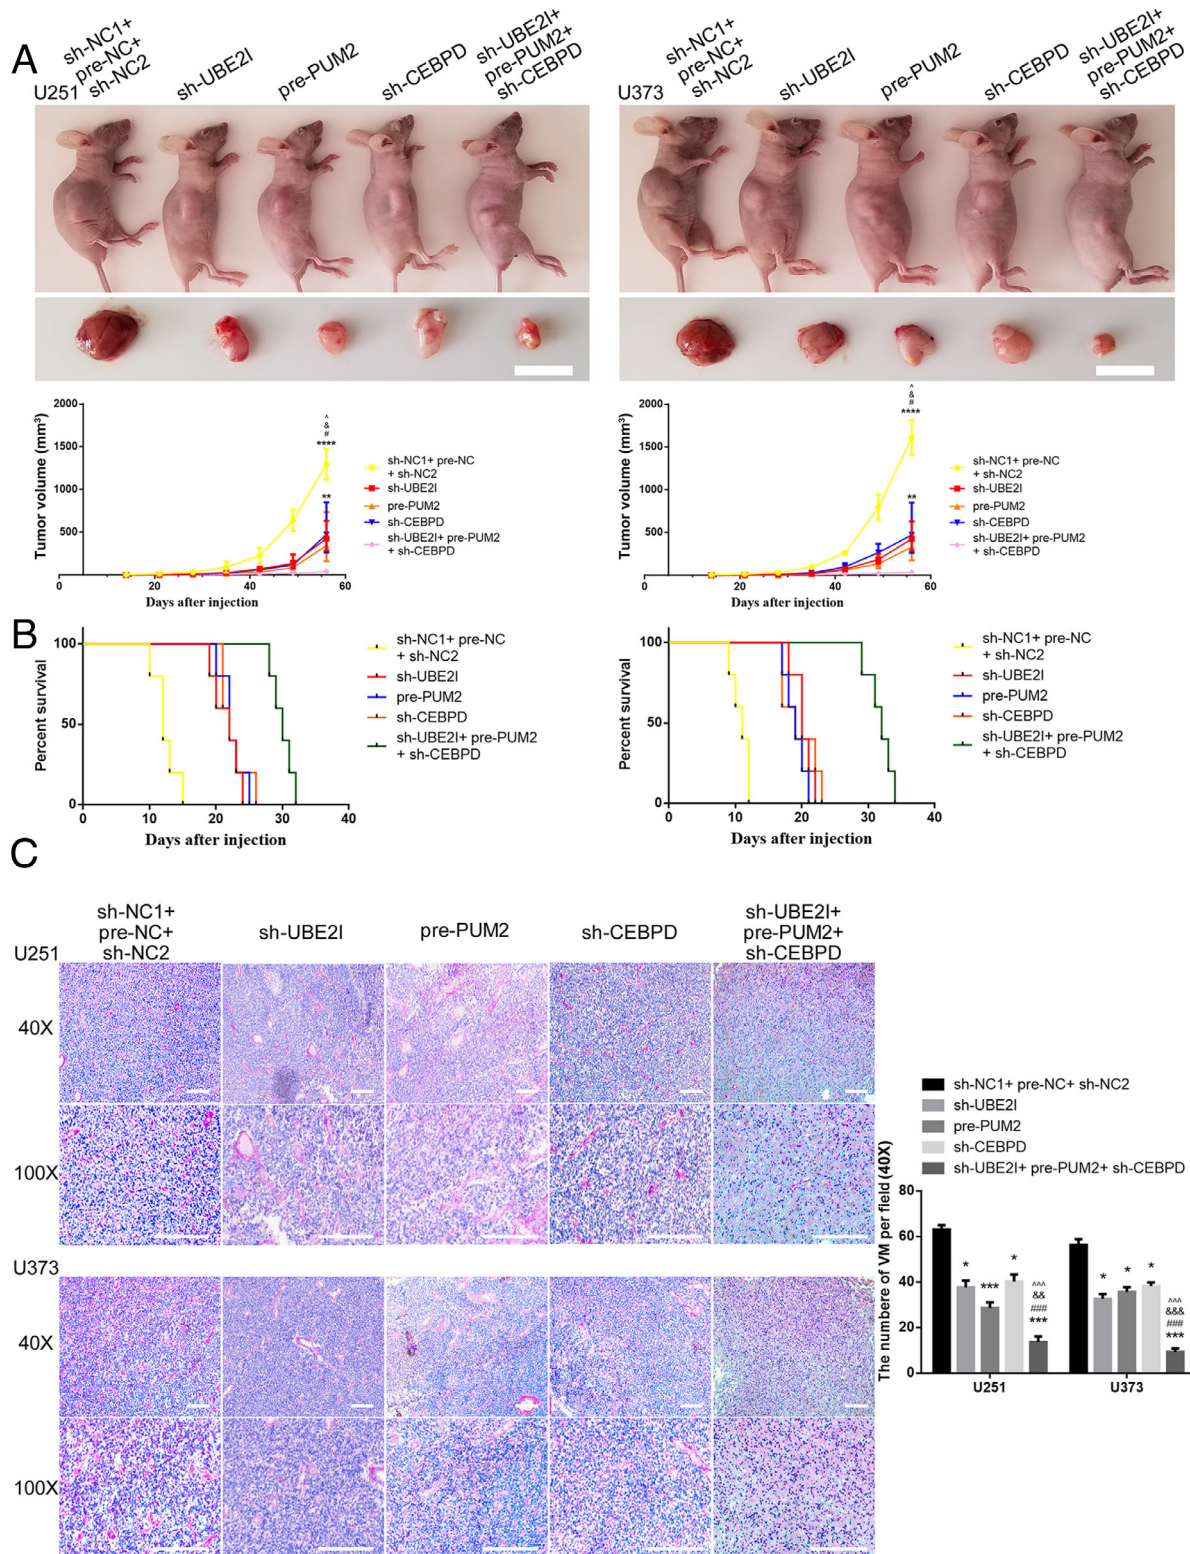 A
sh-NC1+
pre-NC+
sh-NC2
sh-UBE2I
pre-PUM2
sh-CEBPD
sh-UBE2I+
pre-PUM2+
sh-CEBPD
U251
sh-NC1+
pre-NC+
sh-NC2
sh-UBE2I
pre-PUM2
sh-CEBPD
sh-UBE2I+
pre-PUM2+
sh-CEBPD
U373
Tumor volume (mm³)
2000
1500
1000
500
0
20
40
60
Days after injection
^
&
#
****
**
sh-NC1+ pre-NC
+ sh-NC2
sh-UBE2I
pre-PUM2
sh-CEBPD
sh-UBE2I+ pre-PUM2
+ sh-CEBPD
Tumor volume (mm³)
2000
1500
1000
500
0
20
40
60
Days after injection
^
&
#
****
**
sh-NC1+ pre-NC
+ sh-NC2
sh-UBE2I
pre-PUM2
sh-CEBPD
sh-UBE2I+ pre-PUM2
+ sh-CEBPD
B
Percent survival
100
50
0
0
10
20
30
40
Days after injection
sh-NC1+ pre-NC
+ sh-NC2
sh-UBE2I
pre-PUM2
sh-CEBPD
sh-UBE2I+ pre-PUM2
+ sh-CEBPD
Percent survival
100
50
0
0
10
20
30
40
Days after injection
sh-NC1+ pre-NC
+ sh-NC2
sh-UBE2I
pre-PUM2
sh-CEBPD
sh-UBE2I+ pre-PUM2
+ sh-CEBPD
C
sh-NC1+
pre-NC+
sh-NC2
sh-UBE2I
pre-PUM2
sh-CEBPD
sh-UBE2I+
pre-PUM2+
sh-CEBPD
U251
40X
100X
U373
40X
100X
sh-NC1+ pre-NC+ sh-NC2
sh-UBE2I
pre-PUM2
sh-CEBPD
sh-UBE2I+ pre-PUM2+ sh-CEBPD
The numbere of VM per field (40X)
80
60
40
20
0
*
***
*
^^^
&&
###
***
*
*
*
^^^
&&&
###
***
U251
U373